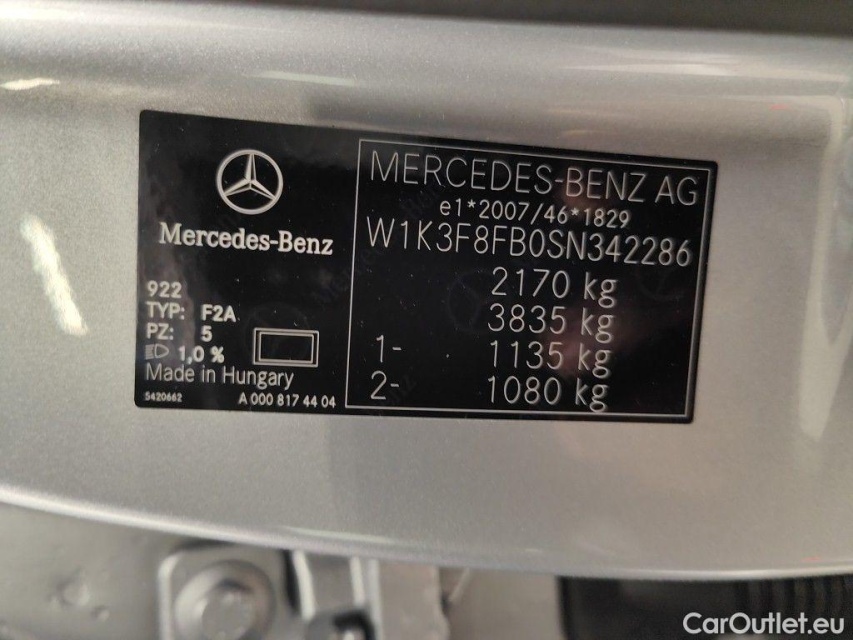 Mercedes-Benz
922
TYP: F2A
PZ: 5
1,0 %
Made in Hungary
5420662 A 000 817 44 04
MERCEDES-BENZ AG
e1*2007/46*1829
W1K3F8FB0SN342286
2170 kg
3835 kg
1- 1135 kg
2- 1080 kg
CarOutlet.eu